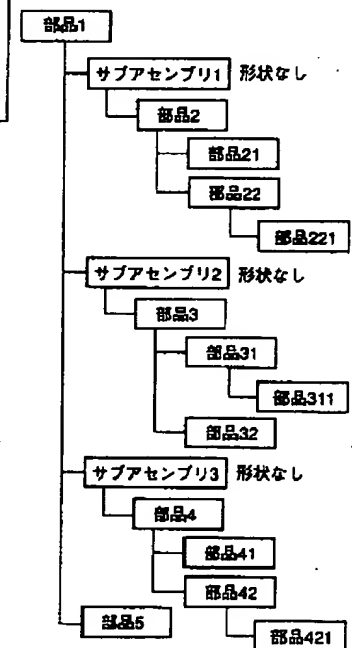 部品1
サブアセンブリ1 形状なし
部品2
部品21
部品22
部品221
サブアセンブリ2 形状なし
部品3
部品31
部品311
部品32
サブアセンブリ3 形状なし
部品4
部品41
部品42
部品421
部品5